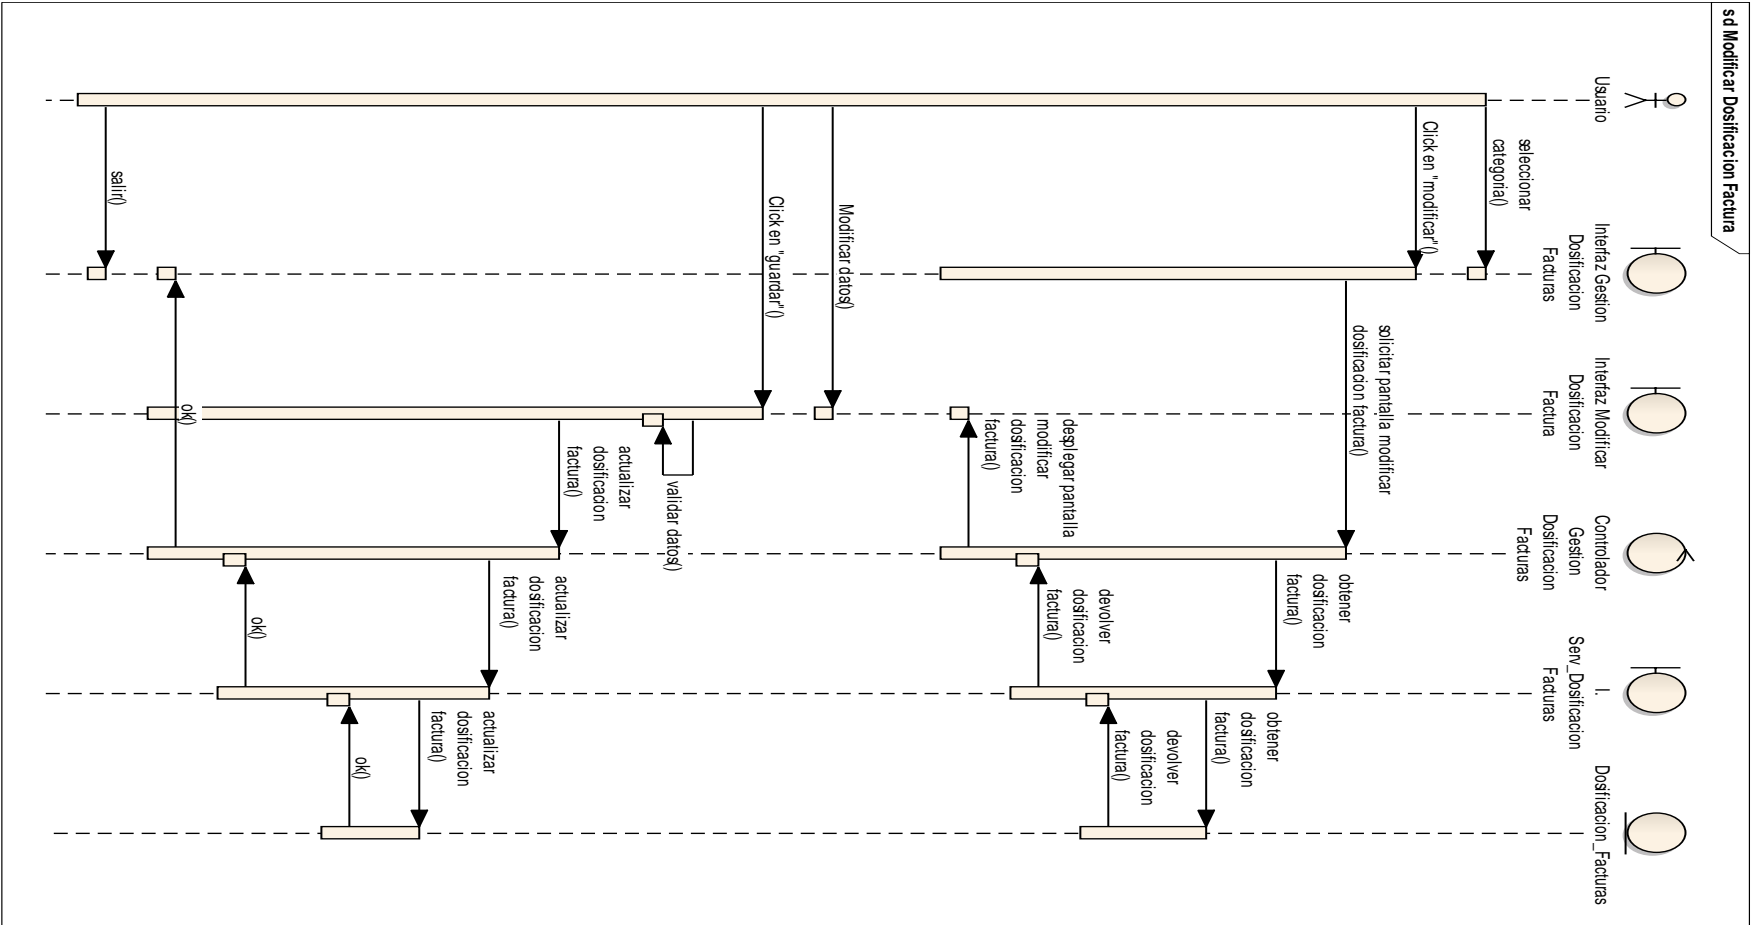 sd Modificar Dosificacion Factura
Usuario
Interfaz Gestion
Dosificacion
Facturas
Interfaz Modificar
Dosificacion
Factura
Controlador
Gestion
Dosificacion
Facturas
I.
Serv_Dosificacion
Facturas
Dosificacion_Facturas
seleccionar
categoria()
Click en "modificar"()
solicitar pantalla modificar
dosificacion factura()
obtener
dosificacion
factura()
obtener
dosificacion
factura()
devolver
dosificacion
factura()
devolver
dosificacion
factura()
desplegar pantalla
modificar
dosificacion
factura()
Modificar datos()
Click en "guardar"()
validar datos()
actualizar
dosificacion
factura()
actualizar
dosificacion
factura()
actualizar
dosificacion
factura()
ok()
ok()
ok()
salir()